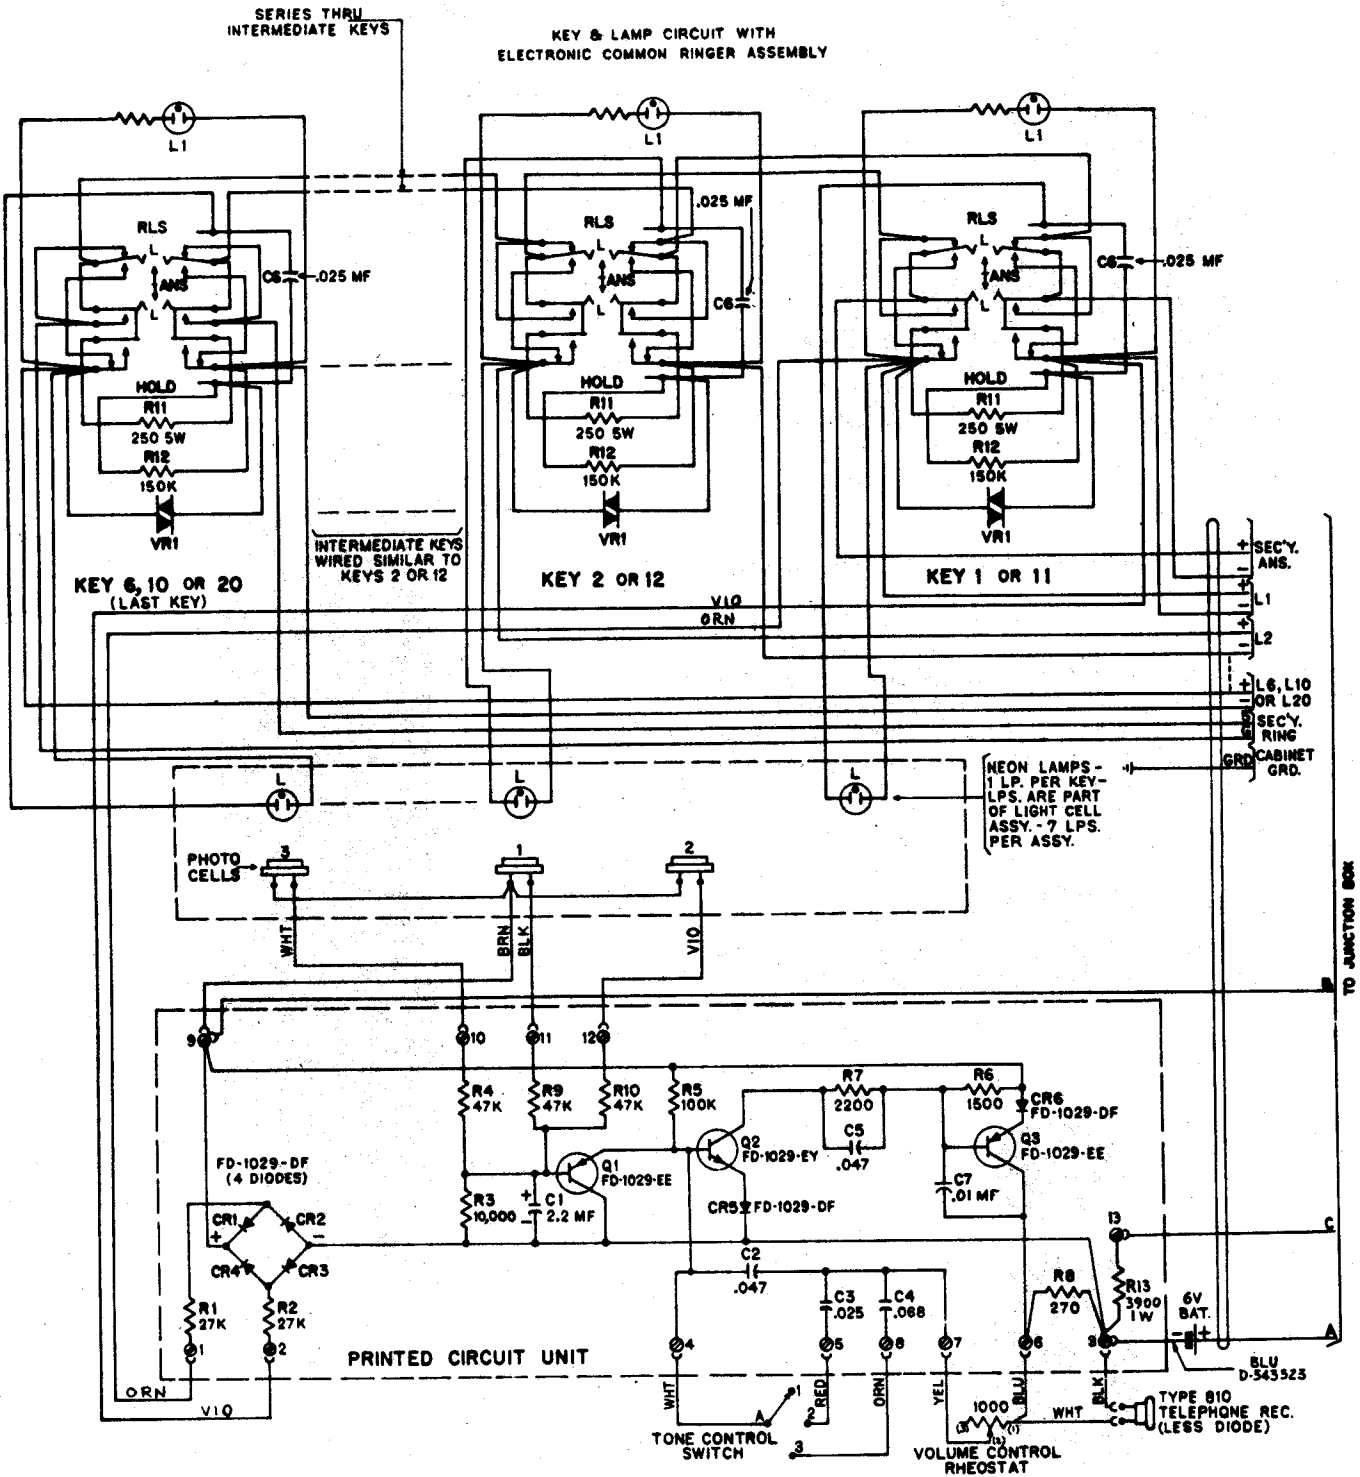 SERIES THRU
INTERMEDIATE KEYS
KEY & LAMP CIRCUIT WITH
ELECTRONIC COMMON RINGER ASSEMBLY
L1
L1
L1
RLS
L
ANS
L
HOLD
C6
.025 MF
R11
250 5W
R12
150K
VR1
KEY 6, 10 OR 20
(LAST KEY)
INTERMEDIATE KEYS
WIRED SIMILAR TO
KEYS 2 OR 12
RLS
L
ANS
L
HOLD
.025 MF
C6
R11
250 5W
R12
150K
VR1
KEY 2 OR 12
RLS
L
ANS
L
HOLD
C6
.025 MF
R11
250 5W
R12
150K
VR1
KEY 1 OR 11
VIO
ORN
+
-
SEC'Y.
ANS.
+
-
L1
+
-
L2
+
L6, L10
OR L20
SEC'Y.
RING
GRD
CABINET
GRD.
NEON LAMPS -
1 LP. PER KEY-
LPS. ARE PART
OF LIGHT CELL
ASSY. - 7 LPS.
PER ASSY.
L
L
L
PHOTO
CELLS
3
1
2
WHT
BRN
BLK
VIO
TO JUNCTION BOX
B
9
10
11
12
R4
47K
R9
47K
R10
47K
R5
100K
R7
2200
C5
.047
R6
1500
CR6
FD-1029-DF
Q2
FD-1029-EY
Q3
FD-1029-EE
Q1
FD-1029-EE
C7
.01 MF
FD-1029-DF
(4 DIODES)
CR1
CR2
CR4
CR3
+
-
R3
10,000
+
-
C1
2.2 MF
CR5
FD-1029-DF
13
C
C2
.047
C3
.025
C4
.068
R8
270
R13
3900
1W
6V
BAT.
-
+
A
R1
27K
R2
27K
1
2
4
5
8
7
6
3
PRINTED CIRCUIT UNIT
BLU
D-543523
ORN
VIO
WHT
RED
ORN
YEL
BLU
BLK
A
1
2
3
TONE CONTROL
SWITCH
1000
(3)
(2)
(1)
WHT
VOLUME CONTROL
RHEOSTAT
TYPE 810
TELEPHONE REC.
(LESS DIODE)